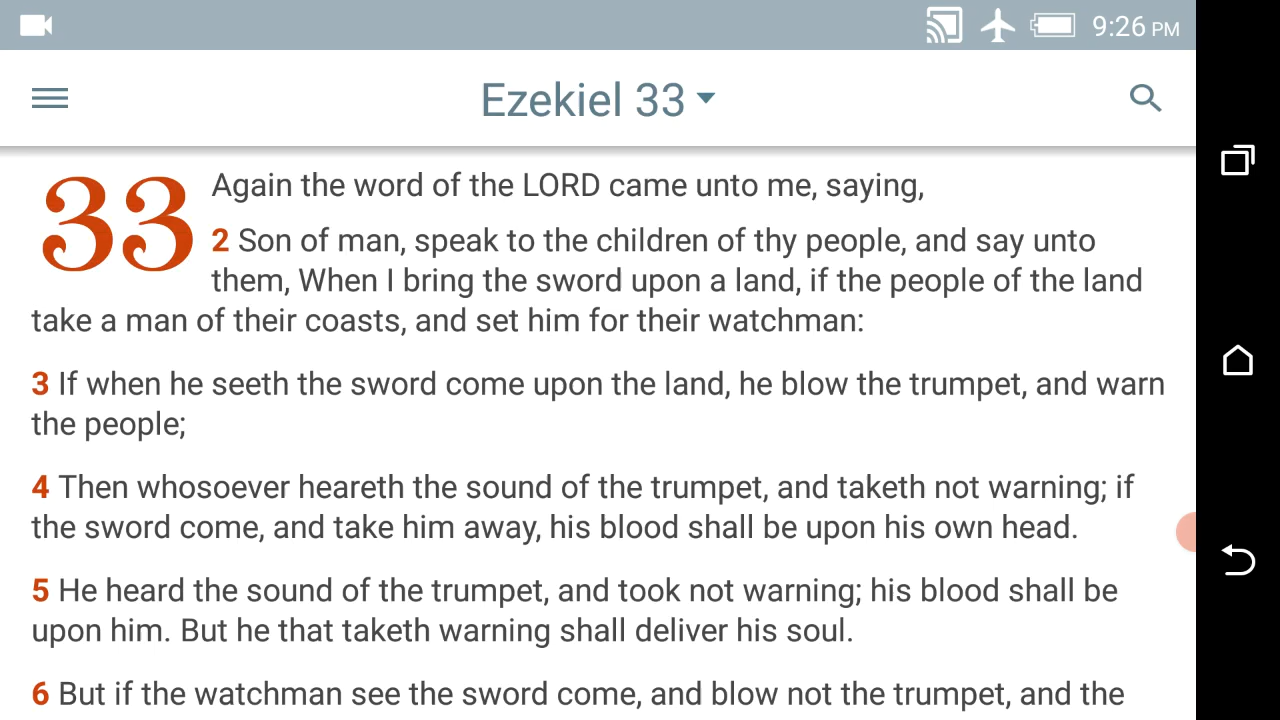 9:26 PM
Ezekiel 33
33 Again the word of the LORD came unto me, saying,
2 Son of man, speak to the children of thy people, and say unto
them, When I bring the sword upon a land, if the people of the land
take a man of their coasts, and set him for their watchman:
3 If when he seeth the sword come upon the land, he blow the trumpet, and warn
the people;
4 Then whosoever heareth the sound of the trumpet, and taketh not warning; if
the sword come, and take him away, his blood shall be upon his own head.
5 He heard the sound of the trumpet, and took not warning; his blood shall be
upon him. But he that taketh warning shall deliver his soul.
6 But if the watchman see the sword come, and blow not the trumpet, and the